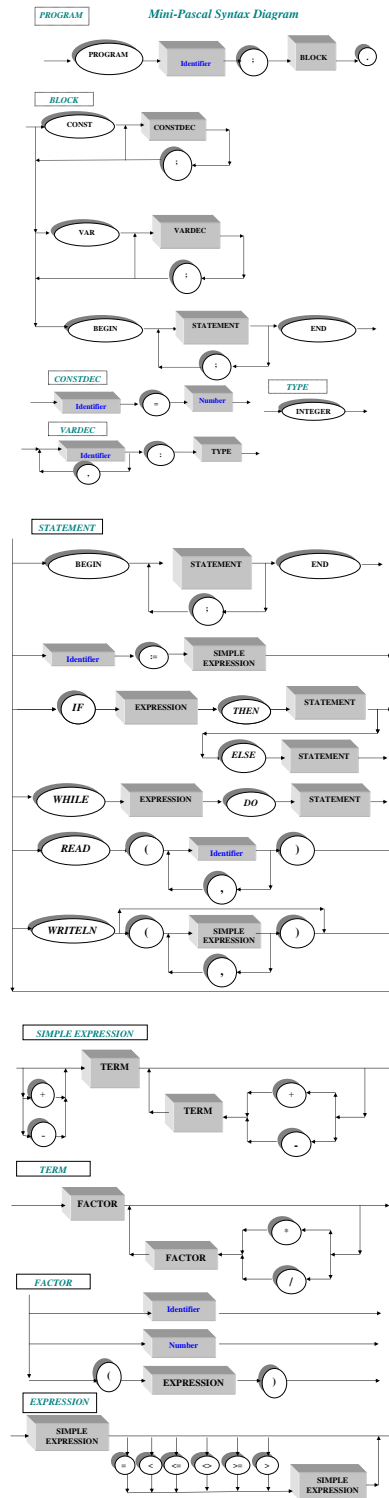 PROGRAM Mini-Pascal Syntax Diagram
PROGRAM Identifier ; BLOCK .
BLOCK
CONST CONSTDEC
;
VAR VARDEC
;
BEGIN STATEMENT END
;
CONSTDEC TYPE
Identifier = Number INTEGER
VARDEC
Identifier : TYPE
,
STATEMENT
BEGIN STATEMENT END
;
Identifier := SIMPLE
EXPRESSION
IF EXPRESSION THEN STATEMENT
ELSE STATEMENT
WHILE EXPRESSION DO STATEMENT
READ ( Identifier )
,
WRITELN ( SIMPLE
EXPRESSION )
,
SIMPLE EXPRESSION
TERM
+ TERM +
- -
TERM
FACTOR
*
FACTOR
/
FACTOR
Identifier
Number
( EXPRESSION )
EXPRESSION
SIMPLE
EXPRESSION
= < <= <> >= >
SIMPLE
EXPRESSION